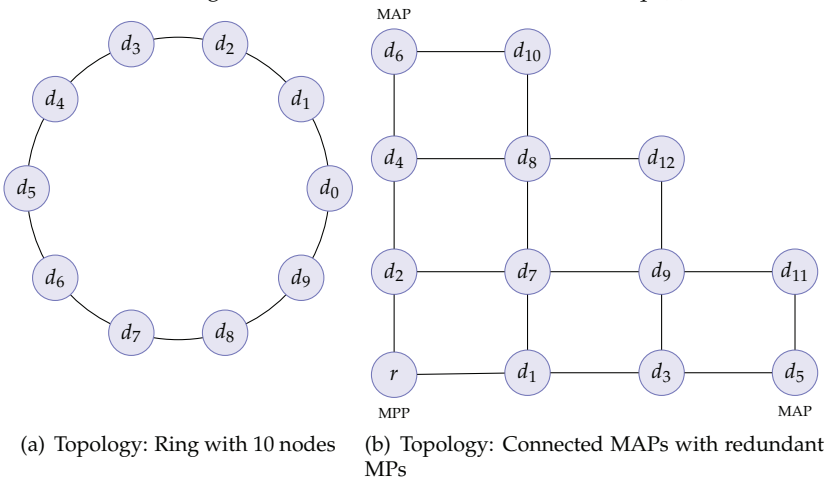 MAP
d3 d2
d4 d1
d5 d0
d6 d9
d7 d8
d6 d10
d4 d8 d12
d2 d7 d9 d11
r d1 d3 d5
MPP MAP
(a) Topology: Ring with 10 nodes
(b) Topology: Connected MAPs with redundant
MPs